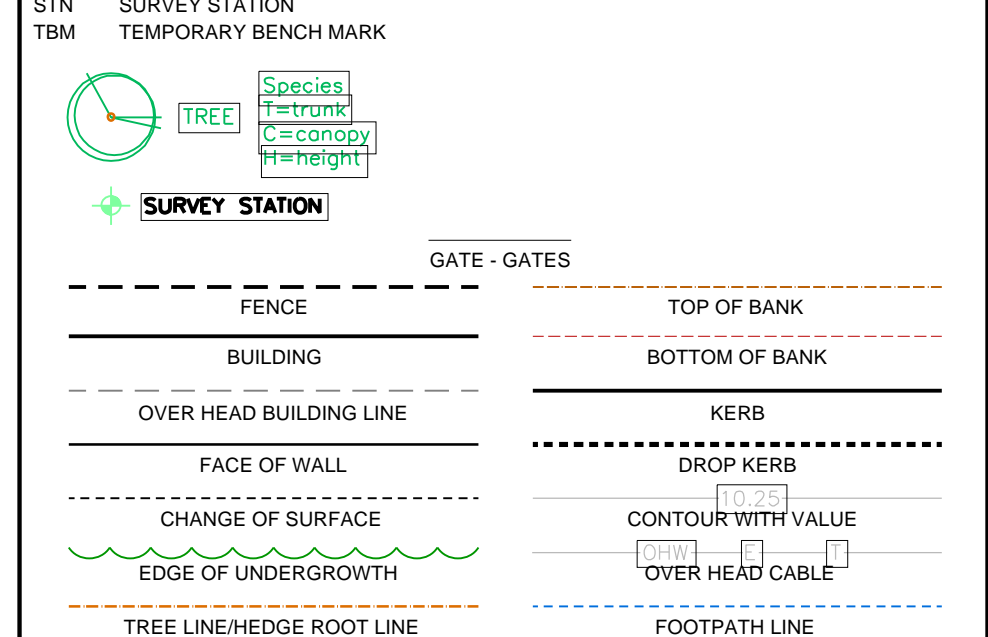 STN SURVEY STATION
TBM TEMPORARY BENCH MARK
TREE
Species
T=trunk
C=canopy
H=height
SURVEY STATION
GATE - GATES
FENCE
TOP OF BANK
BUILDING
BOTTOM OF BANK
OVER HEAD BUILDING LINE
KERB
FACE OF WALL
DROP KERB
10.25
CHANGE OF SURFACE
CONTOUR WITH VALUE
OHW E T
EDGE OF UNDERGROWTH
OVER HEAD CABLE
TREE LINE/HEDGE ROOT LINE
FOOTPATH LINE